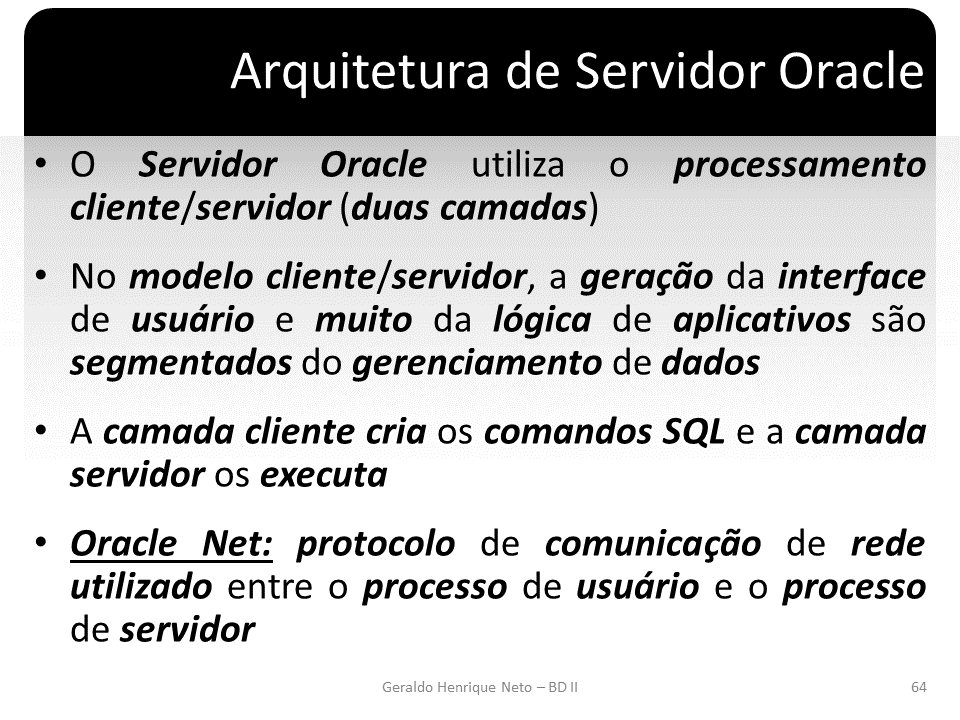 Arquitetura de Servidor Oracle
• O Servidor Oracle utiliza o processamento
cliente/servidor (duas camadas)
• No modelo cliente/servidor, a geração da interface
de usuário e muito da lógica de aplicativos são
segmentados do gerenciamento de dados
• A camada cliente cria os comandos SQL e a camada
servidor os executa
• Oracle Net: protocolo de comunicação de rede
utilizado entre o processo de usuário e o processo
de servidor
Geraldo Henrique Neto – BD II
64